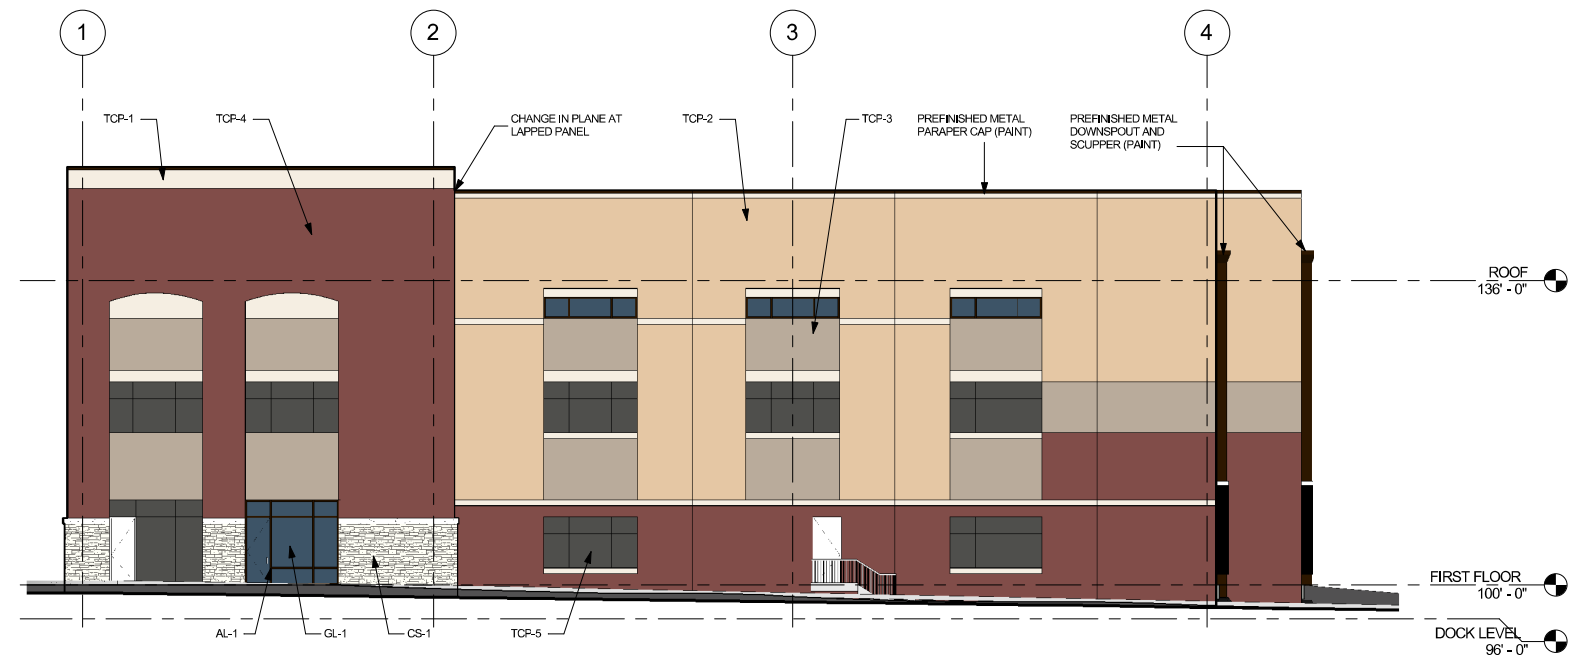 1
2
3
4
TCP-1
TCP-4
CHANGE IN PLANE AT
LAPPED PANEL
TCP-2
TCP-3
PREFINISHED METAL
PARAPER CAP (PAINT)
PREFINISHED METAL
DOWNSPOUT AND
SCUPPER (PAINT)
ROOF
136' - 0"
FIRST FLOOR
100' - 0"
AL-1
GL-1
CS-1
TCP-5
DOCK LEVEL
96' - 0"